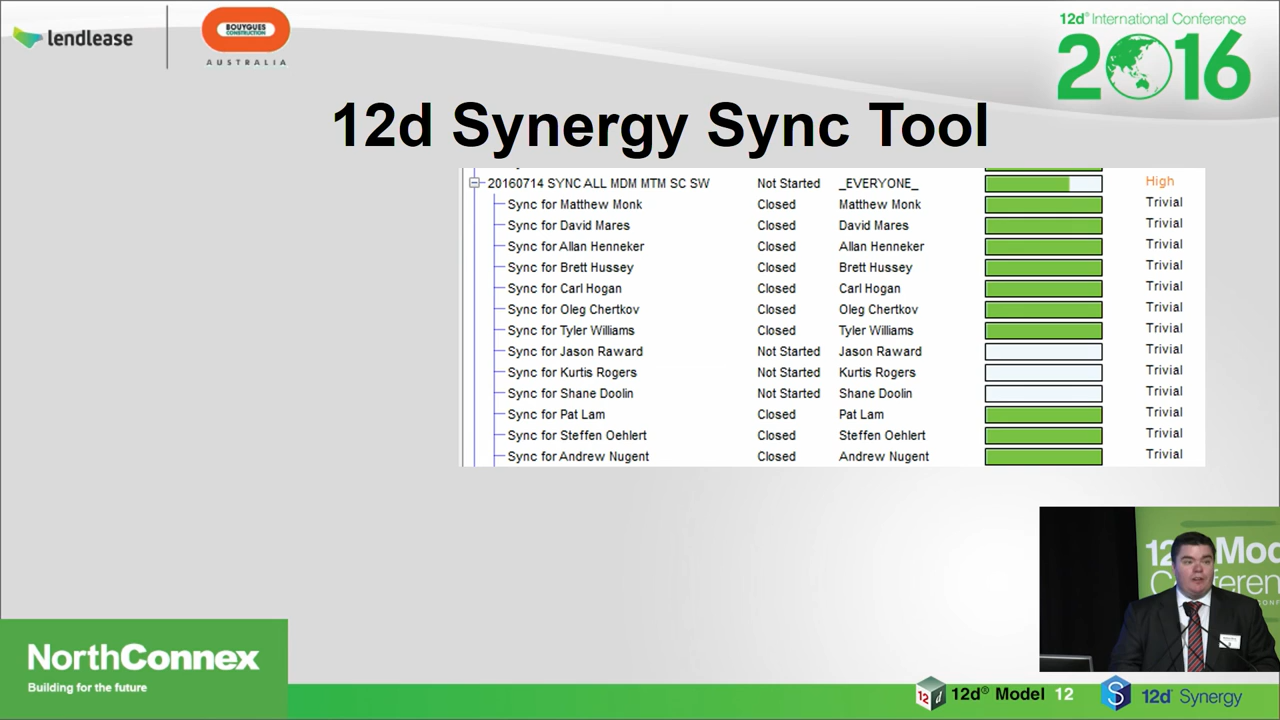 lendlease
BOUYGUES
CONSTRUCTION
AUSTRALIA
12d® International Conference
2016
12d Synergy Sync Tool
20160714 SYNC ALL MDM MTM SC SW Not Started _EVERYONE_ High
Sync for Matthew Monk Closed Matthew Monk Trivial
Sync for David Mares Closed David Mares Trivial
Sync for Allan Henneker Closed Allan Henneker Trivial
Sync for Brett Hussey Closed Brett Hussey Trivial
Sync for Carl Hogan Closed Carl Hogan Trivial
Sync for Oleg Chertkov Closed Oleg Chertkov Trivial
Sync for Tyler Williams Closed Tyler Williams Trivial
Sync for Jason Raward Not Started Jason Raward Trivial
Sync for Kurtis Rogers Not Started Kurtis Rogers Trivial
Sync for Shane Doolin Not Started Shane Doolin Trivial
Sync for Pat Lam Closed Pat Lam Trivial
Sync for Steffen Oehlert Closed Steffen Oehlert Trivial
Sync for Andrew Nugent Closed Andrew Nugent Trivial
NorthConnex
Building for the future
12d® Model 12
12d® Synergy